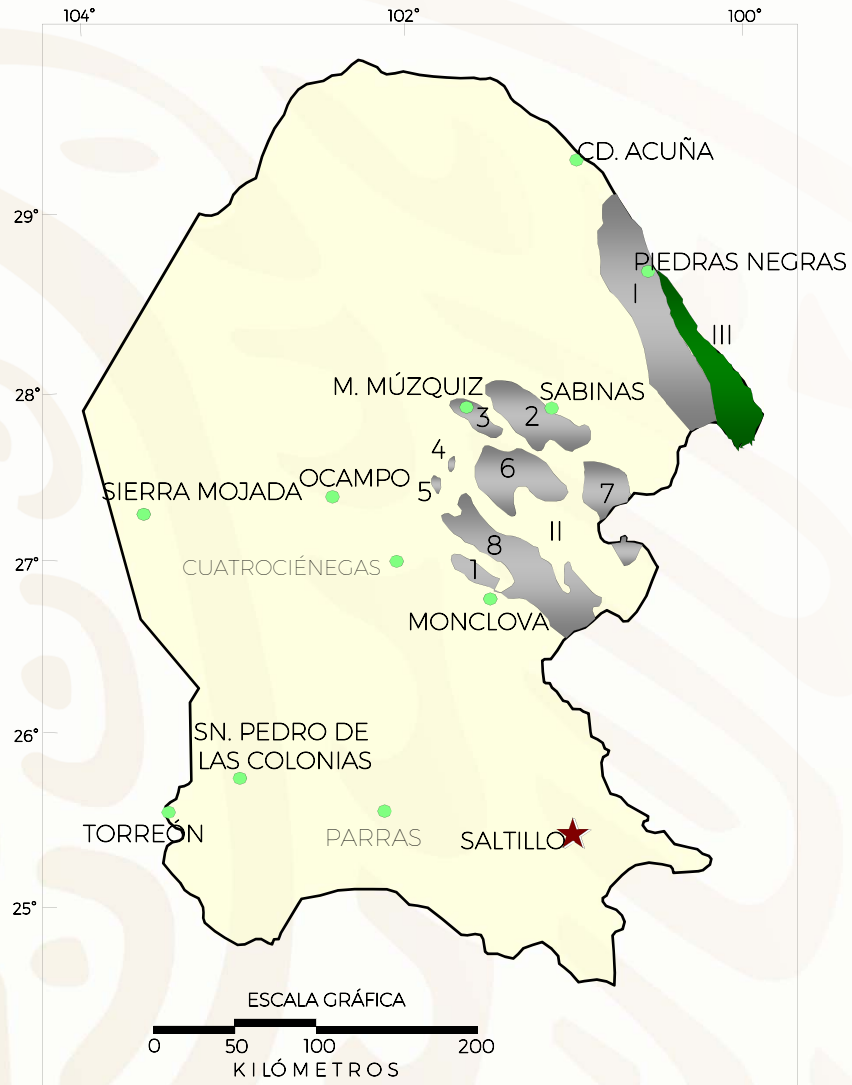 104°
102°
100°
CD. ACUÑA
29°
PIEDRAS NEGRAS
I
III
28°
M. MÚZQUIZ
SABINAS
3
2
4
6
OCAMPO
5
7
SIERRA MOJADA
II
8
27°
CUATROCIÉNEGAS
1
MONCLOVA
26°
SN. PEDRO DE
LAS COLONIAS
TORREÓN
PARRAS
SALTILLO
25°
ESCALA GRÁFICA
0 50 100 200
KILÓMETROS